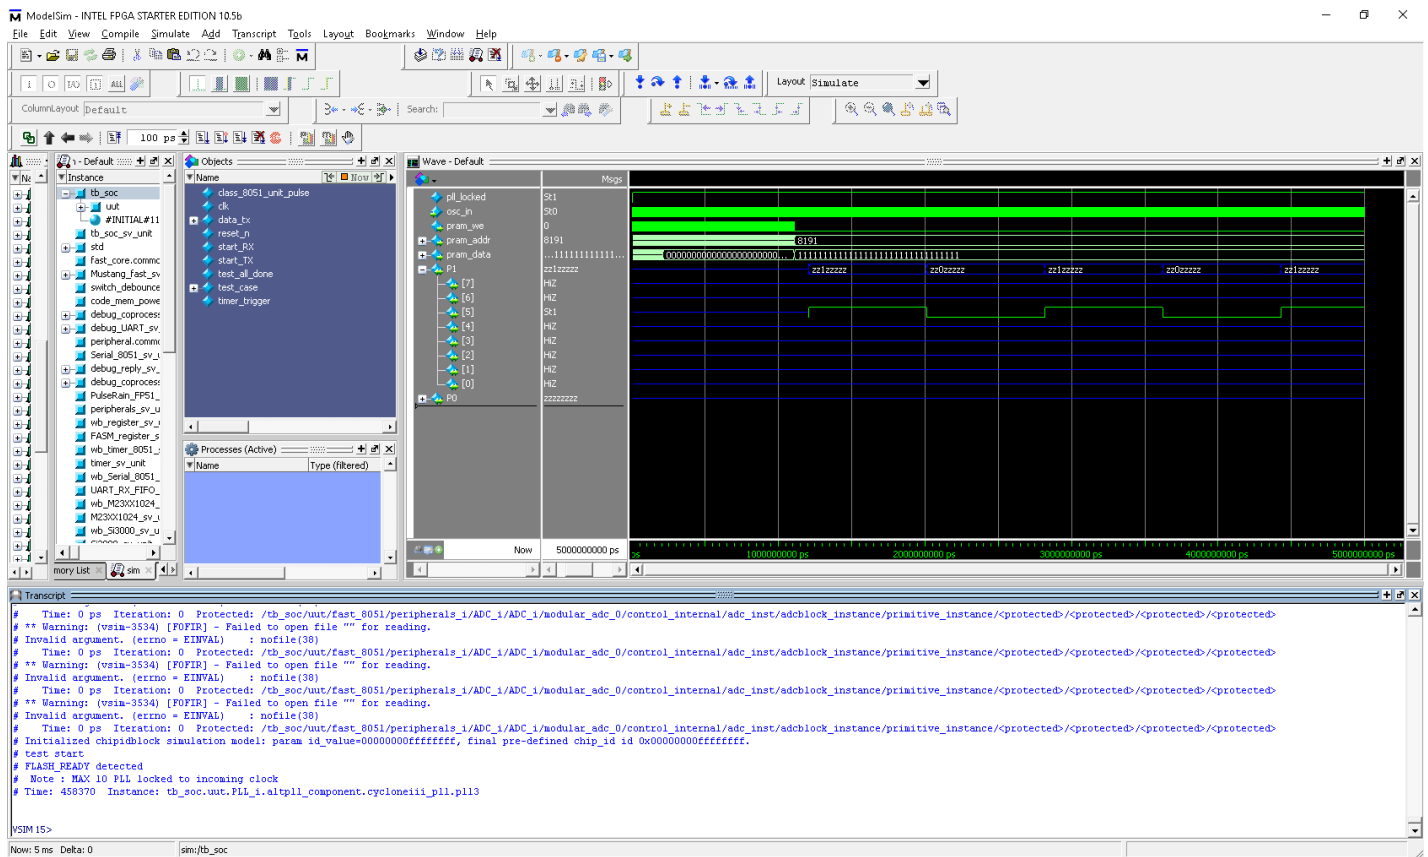 ModelSim - INTEL FPGA STARTER EDITION 10.5b
File Edit View Compile Simulate Add Transcript Tools Layout Bookmarks Window Help
Layout Simulate
ColumnLayout Default
Search:
100 ps
- Default
Instance
tb_soc
uut
#INITIAL#11
tb_soc_sv_unit
std
fast_core.commc
Mustang_fast_sv
switch_debounce
code_mem_powe
debug_coprocess
debug_UART_sv_
peripheral.commc
Serial_8051_sv_u
debug_reply_sv_
debug_coprocess
PulseRain_FP51_
peripherals_sv_u
wb_register_sv_
FASM_register_s
wb_timer_8051_
timer_sv_unit
wb_Serial_8051_
UART_RX_FIFO_
wb_M23XX1024_
M23XX1024_sv_u
wb_Si3000_sv_u
mory List
sim
Objects
Name
Now
class_8051_unit_pulse
clk
data_tx
reset_n
start_RX
start_TX
test_all_done
test_case
timer_trigger
Processes (Active)
Name Type (filtered)
Wave - Default
Msgs
pll_locked St1
osc_in St0
pram_we 0
pram_addr 8191 8191
pram_data ...111111111111... 000000000000000000000000... 11111111111111111111111111111111
P1 zz1zzzzz zz1zzzzz zz0zzzzz zz1zzzzz zz0zzzzz zz1zzzzz
[7] HiZ
[6] HiZ
[5] St1
[4] HiZ
[3] HiZ
[2] HiZ
[1] HiZ
[0] HiZ
P0 zzzzzzzz
Now 5000000000 ps
ps 1000000000 ps 2000000000 ps 3000000000 ps 4000000000 ps 5000000000 ps
Transcript
# Time: 0 ps Iteration: 0 Protected: /tb_soc/uut/fast_8051/peripherals_i/ADC_i/ADC_i/modular_adc_0/control_internal/adc_inst/adcblock_instance/primitive_instance/<protected>/<protected>/<protected>/<protected>
# ** Warning: (vsim-3534) [FOFIR] - Failed to open file "" for reading.
# Invalid argument. (errno = EINVAL) : nofile(38)
# Time: 0 ps Iteration: 0 Protected: /tb_soc/uut/fast_8051/peripherals_i/ADC_i/ADC_i/modular_adc_0/control_internal/adc_inst/adcblock_instance/primitive_instance/<protected>/<protected>/<protected>/<protected>
# ** Warning: (vsim-3534) [FOFIR] - Failed to open file "" for reading.
# Invalid argument. (errno = EINVAL) : nofile(38)
# Time: 0 ps Iteration: 0 Protected: /tb_soc/uut/fast_8051/peripherals_i/ADC_i/ADC_i/modular_adc_0/control_internal/adc_inst/adcblock_instance/primitive_instance/<protected>/<protected>/<protected>/<protected>
# ** Warning: (vsim-3534) [FOFIR] - Failed to open file "" for reading.
# Invalid argument. (errno = EINVAL) : nofile(38)
# Time: 0 ps Iteration: 0 Protected: /tb_soc/uut/fast_8051/peripherals_i/ADC_i/ADC_i/modular_adc_0/control_internal/adc_inst/adcblock_instance/primitive_instance/<protected>/<protected>/<protected>/<protected>
# Initialized chipidblock simulation model: param id_value=00000000ffffffff, final pre-defined chip_id id 0x00000000ffffffff.
# test start
# FLASH_READY detected
# Note : MAX 10 PLL locked to incoming clock
# Time: 458370 Instance: tb_soc.uut.PLL_i.altpll_component.cycloneiii_pll.pll3
VSIM 15>
Now: 5 ms Delta: 0
sim:/tb_soc